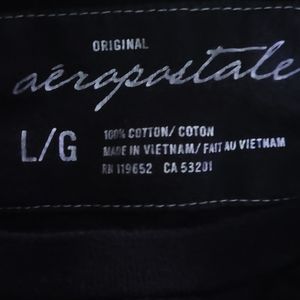 ORIGINAL
aéropostale
L/G
100% COTTON/ COTON
MADE IN VIETNAM/ FAIT AU VIETNAM
RN 119652 CA 53201